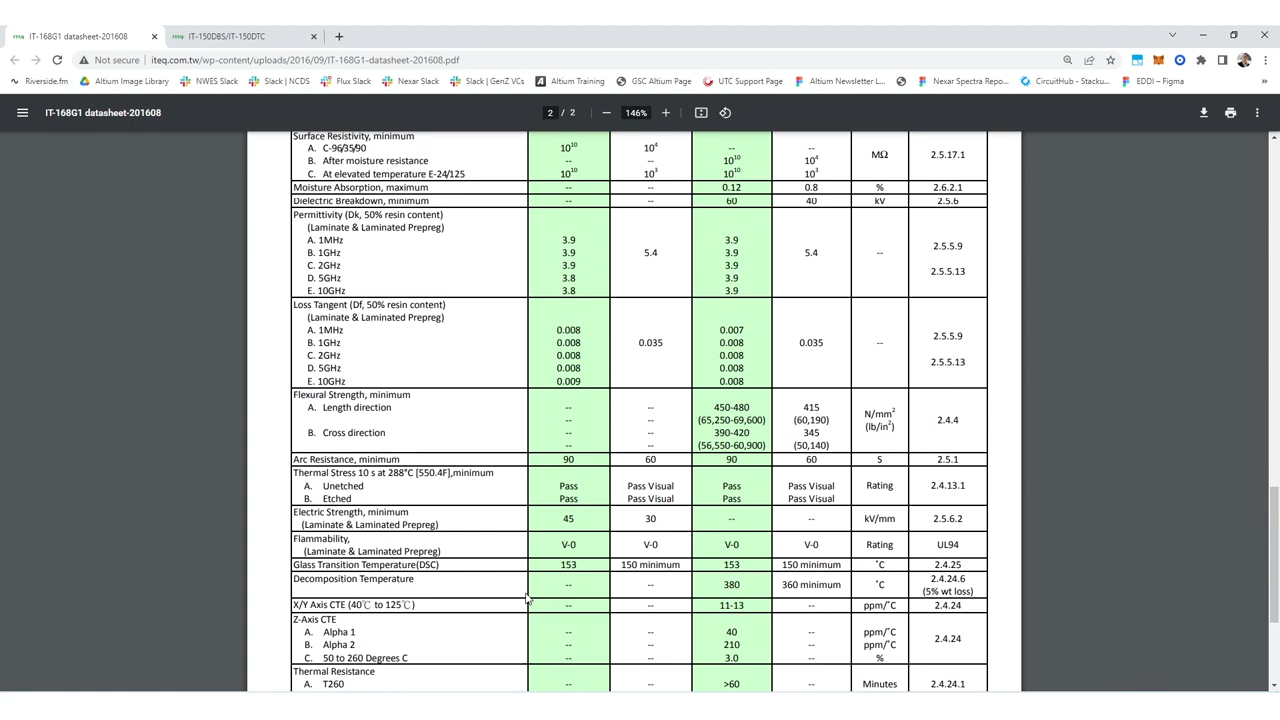 IT-168G1 datasheet-201608
IT-150DBS/IT-150DTC
Not secure | iteq.com.tw/wp-content/uploads/2016/09/IT-168G1-datasheet-201608.pdf
Riverside.fm Altium Image Library NWES Slack Slack | NCDS Flux Slack Nexar Slack Slack | GenZ VCs Altium Training GSC Altium Page UTC Support Page Altium Newsletter L... Nexar Spectra Repo... CircuitHub - Stacku... EDDI – Figma
IT-168G1 datasheet-201608 2 / 2 146%
Surface Resistivity, minimum
A. C-96/35/90 10¹⁰ 10⁴ -- -- MΩ 2.5.17.1
B. After moisture resistance -- -- 10¹⁰ 10⁴
C. At elevated temperature E-24/125 10¹⁰ 10³ 10¹⁰ 10³
Moisture Absorption, maximum -- -- 0.12 0.8 % 2.6.2.1
Dielectric Breakdown, minimum -- -- 60 40 kV 2.5.6
Permittivity (Dk, 50% resin content)
(Laminate & Laminated Prepreg)
A. 1MHz 3.9 3.9
B. 1GHz 3.9 5.4 3.9 5.4 -- 2.5.5.9
C. 2GHz 3.9 3.9 2.5.5.13
D. 5GHz 3.8 3.9
E. 10GHz 3.8 3.9
Loss Tangent (Df, 50% resin content)
(Laminate & Laminated Prepreg)
A. 1MHz 0.008 0.007
B. 1GHz 0.008 0.035 0.008 0.035 -- 2.5.5.9
C. 2GHz 0.008 0.008 2.5.5.13
D. 5GHz 0.008 0.008
E. 10GHz 0.009 0.008
Flexural Strength, minimum
A. Length direction -- -- 450-480 415 N/mm²
-- -- (65,250-69,600) (60,190) (lb/in²) 2.4.4
B. Cross direction -- -- 390-420 345
-- -- (56,550-60,900) (50,140)
Arc Resistance, minimum 90 60 90 60 S 2.5.1
Thermal Stress 10 s at 288°C [550.4F],minimum
A. Unetched Pass Pass Visual Pass Pass Visual Rating 2.4.13.1
B. Etched Pass Pass Visual Pass Pass Visual
Electric Strength, minimum
(Laminate & Laminated Prepreg) 45 30 -- -- kV/mm 2.5.6.2
Flammability,
(Laminate & Laminated Prepreg) V-0 V-0 V-0 V-0 Rating UL94
Glass Transition Temperature(DSC) 153 150 minimum 153 150 minimum ˚C 2.4.25
Decomposition Temperature -- -- 380 360 minimum ˚C 2.4.24.6
(5% wt loss)
X/Y Axis CTE (40℃ to 125℃) -- -- 11-13 -- ppm/˚C 2.4.24
Z-Axis CTE
A. Alpha 1 -- -- 40 -- ppm/˚C 2.4.24
B. Alpha 2 -- -- 210 -- ppm/˚C
C. 50 to 260 Degrees C -- -- 3.0 -- %
Thermal Resistance
A. T260 -- -- >60 -- Minutes 2.4.24.1